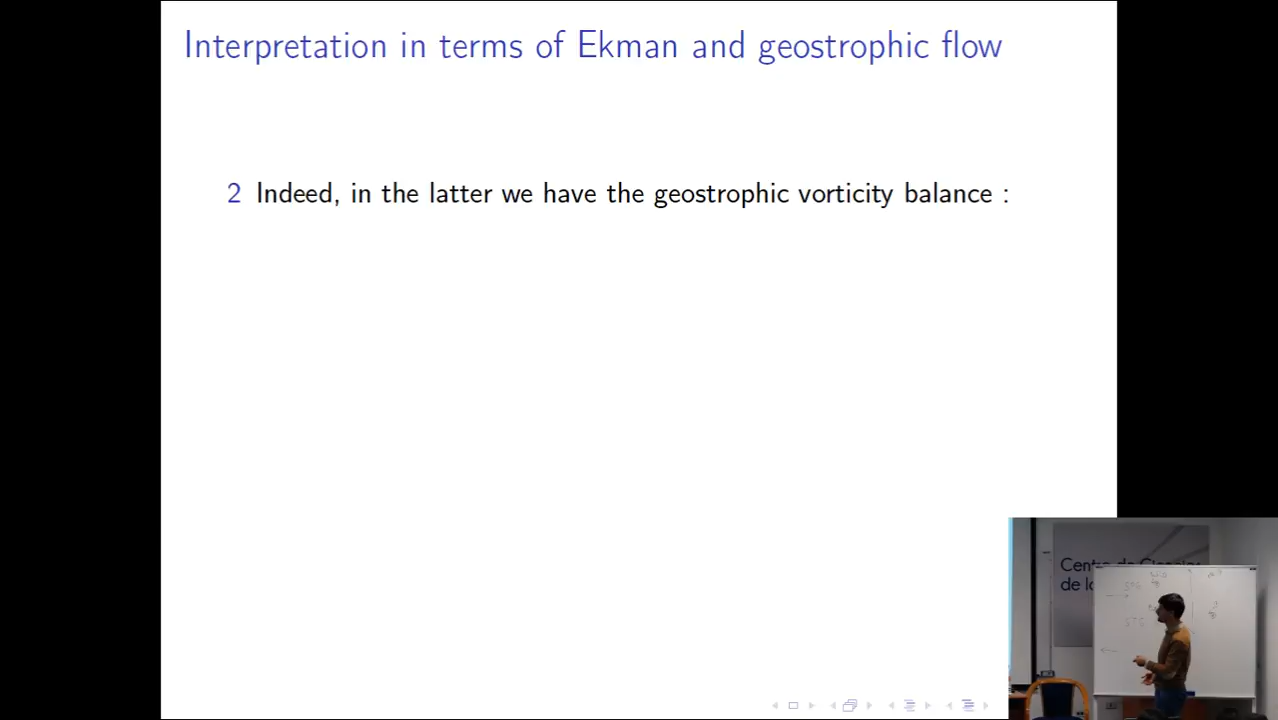 Interpretation in terms of Ekman and geostrophic flow
2 Indeed, in the latter we have the geostrophic vorticity balance :